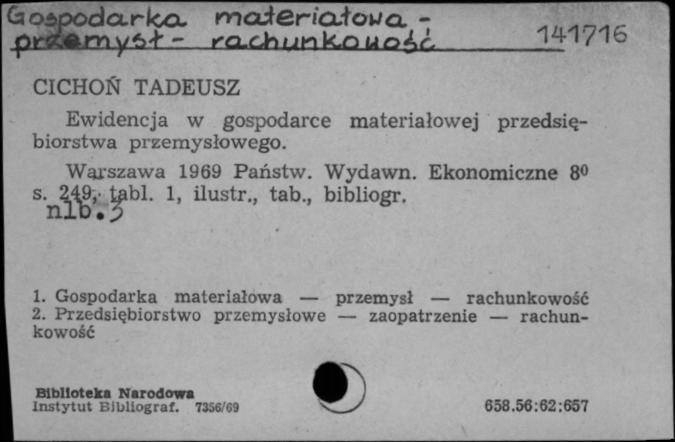 Gospodarka materiałowa -
przemysł - rachunkowość 141716
CICHOŃ TADEUSZ
Ewidencja w gospodarce materiałowej przedsię-
biorstwa przemysłowego.
Warszawa 1969 Państw. Wydawn. Ekonomiczne 8⁰
s. 249, tabl. 1, ilustr., tab., bibliogr.
nlb. 3
1. Gospodarka materiałowa — przemysł — rachunkowość
2. Przedsiębiorstwo przemysłowe — zaopatrzenie — rachun-
kowość
Biblioteka Narodowa
Instytut Bibliograf. 7356/69 658.56:62:657